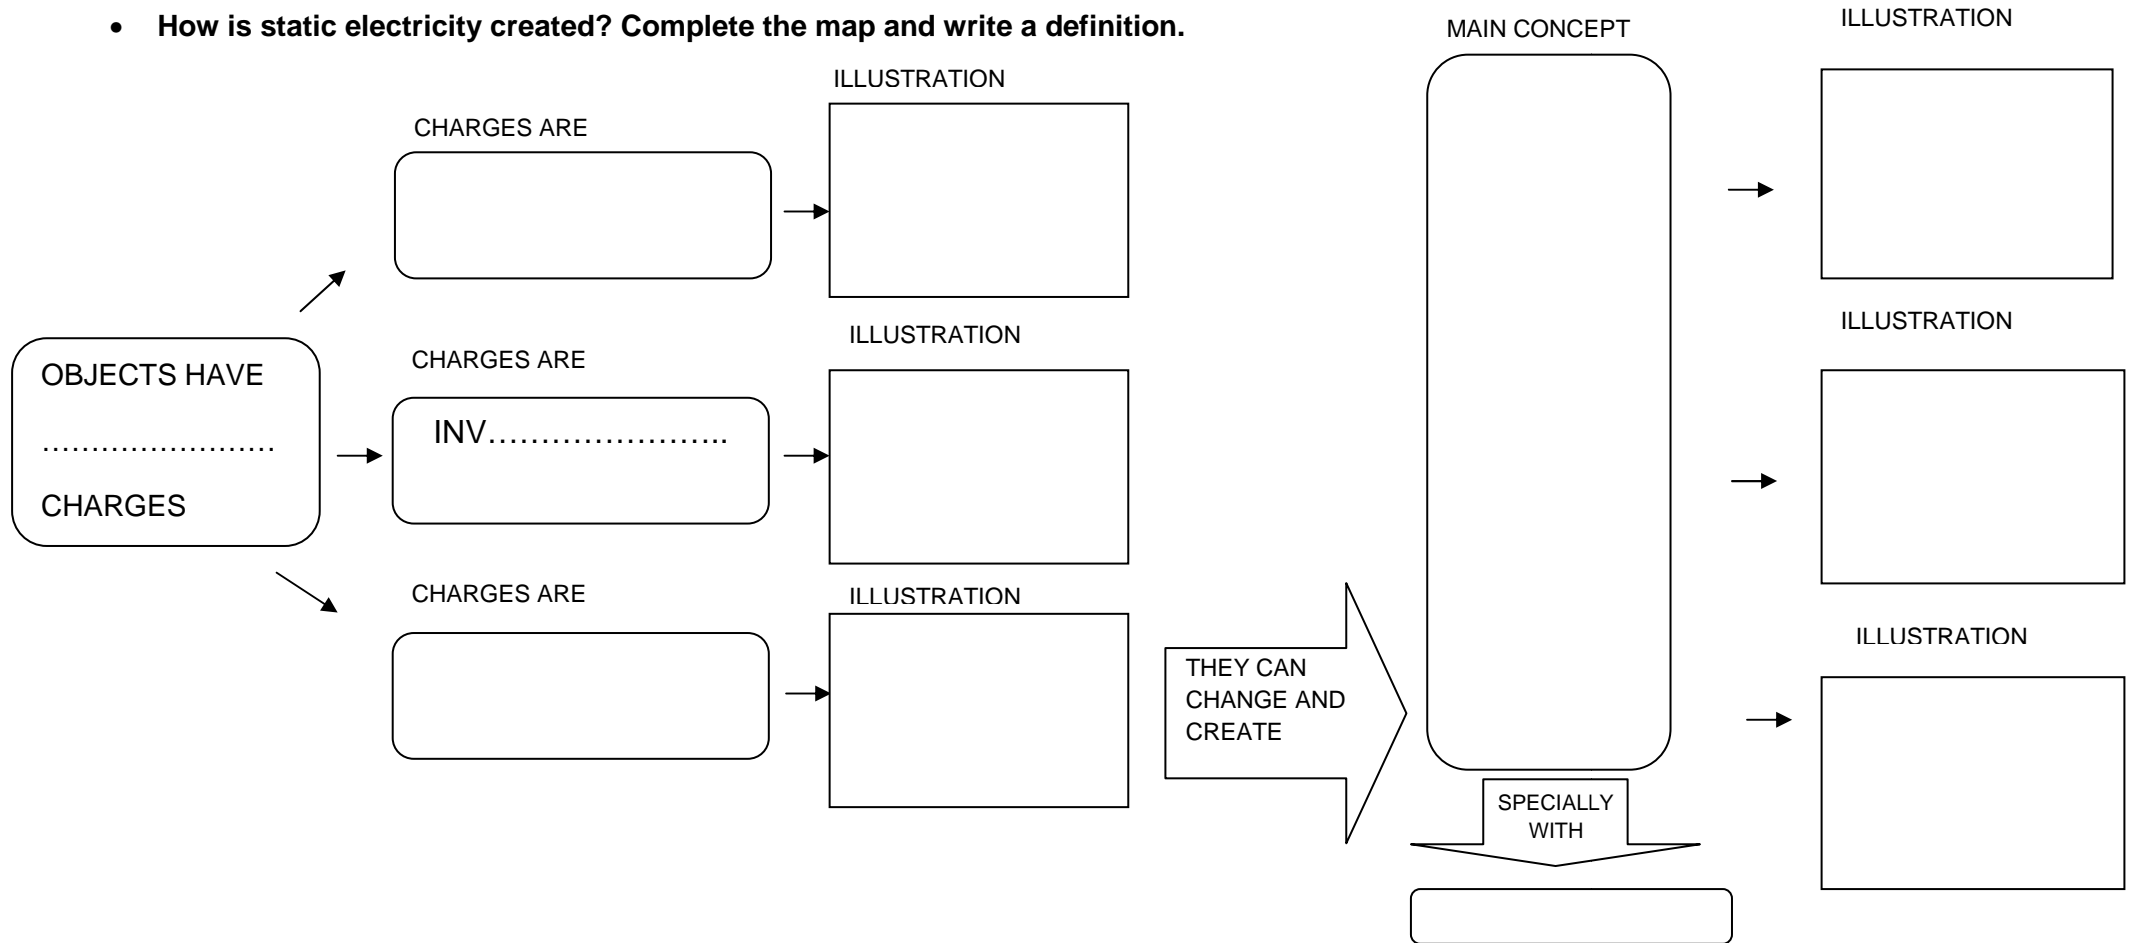 • How is static electricity created? Complete the map and write a definition.
OBJECTS HAVE
……………………
CHARGES
CHARGES ARE
ILLUSTRATION
CHARGES ARE
INV…………………..
ILLUSTRATION
CHARGES ARE
ILLUSTRATION
THEY CAN
CHANGE AND
CREATE
MAIN CONCEPT
SPECIALLY
WITH
ILLUSTRATION
ILLUSTRATION
ILLUSTRATION